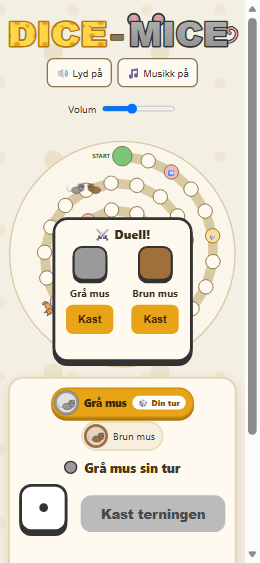 DICE-MICE
Lyd på
Musikk på
Volum
START
Duell!
Grå mus
Brun mus
Kast
Kast
Grå mus
Din tur
Brun mus
Grå mus sin tur
Kast terningen